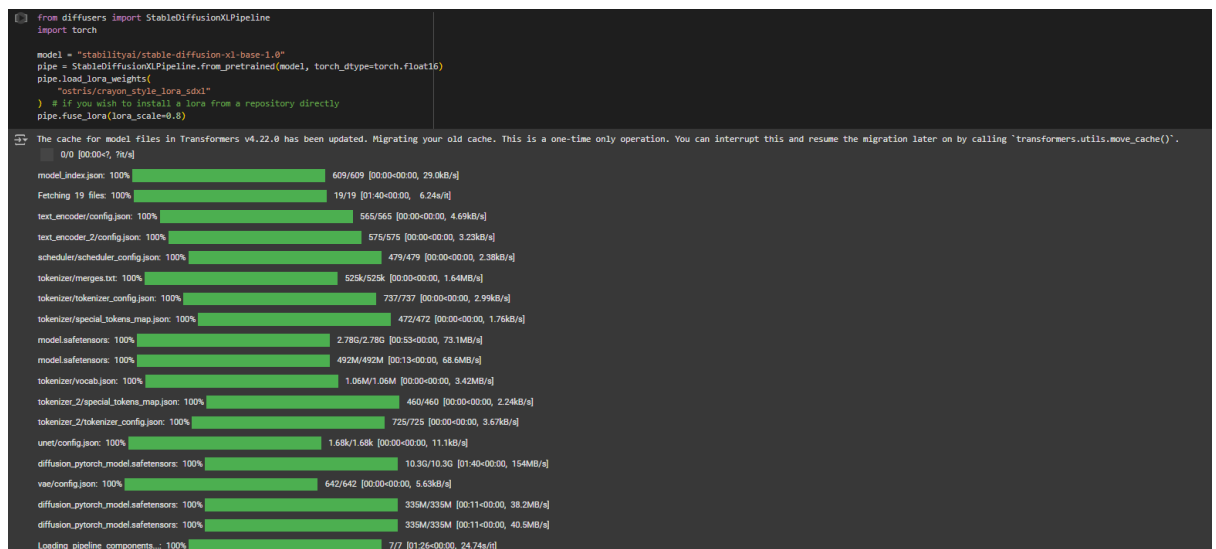 from diffusers import StableDiffusionXLPipeline
import torch
model = "stabilityai/stable-diffusion-xl-base-1.0"
pipe = StableDiffusionXLPipeline.from_pretrained(model, torch_dtype=torch.float16)
pipe.load_lora_weights(
"ostris/crayon_style_lora_sdxl"
) # if you wish to install a lora from a repository directly
pipe.fuse_lora(lora_scale=0.8)
The cache for model files in Transformers v4.22.0 has been updated. Migrating your old cache. This is a one-time only operation. You can interrupt this and resume the migration later on by calling `transformers.utils.move_cache()`.
0/0 [00:00<?, ?it/s]
model_index.json: 100% 609/609 [00:00<00:00, 29.0kB/s]
Fetching 19 files: 100% 19/19 [01:40<00:00, 6.24s/it]
text_encoder/config.json: 100% 565/565 [00:00<00:00, 4.69kB/s]
text_encoder_2/config.json: 100% 575/575 [00:00<00:00, 3.23kB/s]
scheduler/scheduler_config.json: 100% 479/479 [00:00<00:00, 2.38kB/s]
tokenizer/merges.txt: 100% 525k/525k [00:00<00:00, 1.64MB/s]
tokenizer/tokenizer_config.json: 100% 737/737 [00:00<00:00, 2.99kB/s]
tokenizer/special_tokens_map.json: 100% 472/472 [00:00<00:00, 1.76kB/s]
model.safetensors: 100% 2.78G/2.78G [00:53<00:00, 73.1MB/s]
model.safetensors: 100% 492M/492M [00:13<00:00, 68.6MB/s]
tokenizer/vocab.json: 100% 1.06M/1.06M [00:00<00:00, 3.42MB/s]
tokenizer_2/special_tokens_map.json: 100% 460/460 [00:00<00:00, 2.24kB/s]
tokenizer_2/tokenizer_config.json: 100% 725/725 [00:00<00:00, 3.67kB/s]
unet/config.json: 100% 1.68k/1.68k [00:00<00:00, 11.1kB/s]
diffusion_pytorch_model.safetensors: 100% 10.3G/10.3G [01:40<00:00, 154MB/s]
vae/config.json: 100% 642/642 [00:00<00:00, 5.63kB/s]
diffusion_pytorch_model.safetensors: 100% 335M/335M [00:11<00:00, 38.2MB/s]
diffusion_pytorch_model.safetensors: 100% 335M/335M [00:11<00:00, 40.5MB/s]
Loading pipeline components...: 100% 7/7 [01:26<00:00, 24.74s/it]